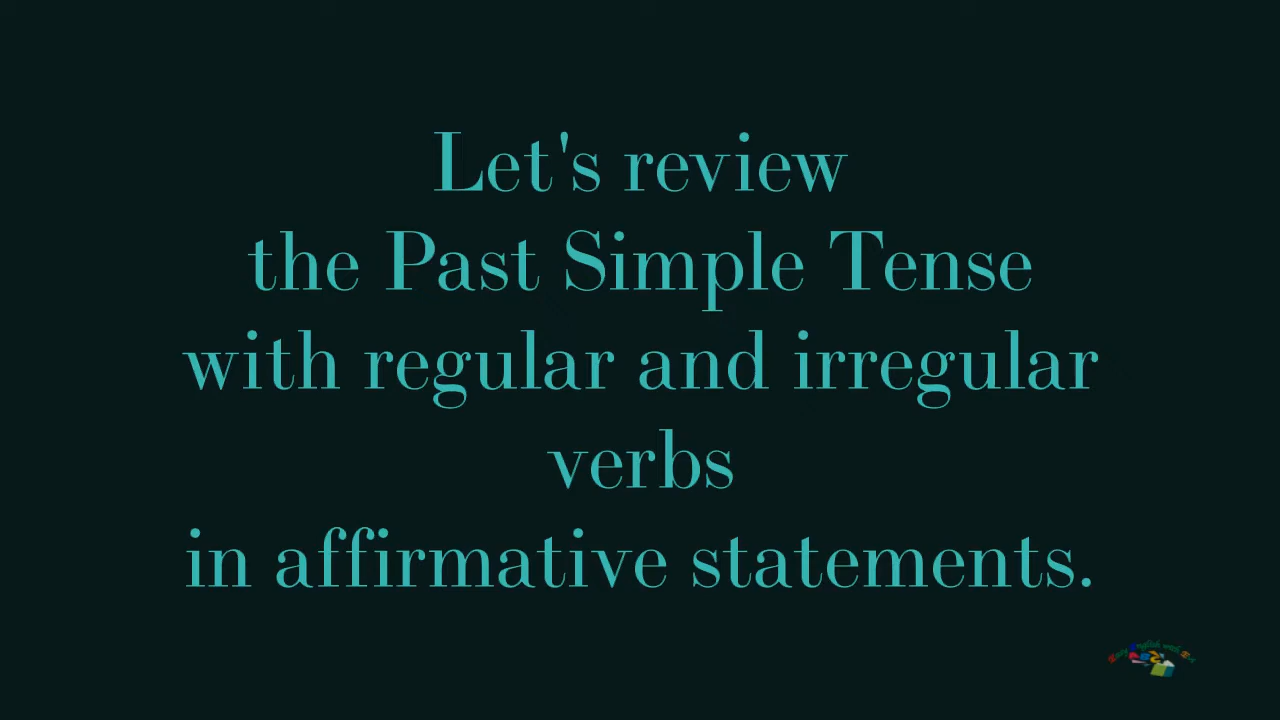 Let's review
the Past Simple Tense
with regular and irregular
verbs
in affirmative statements.